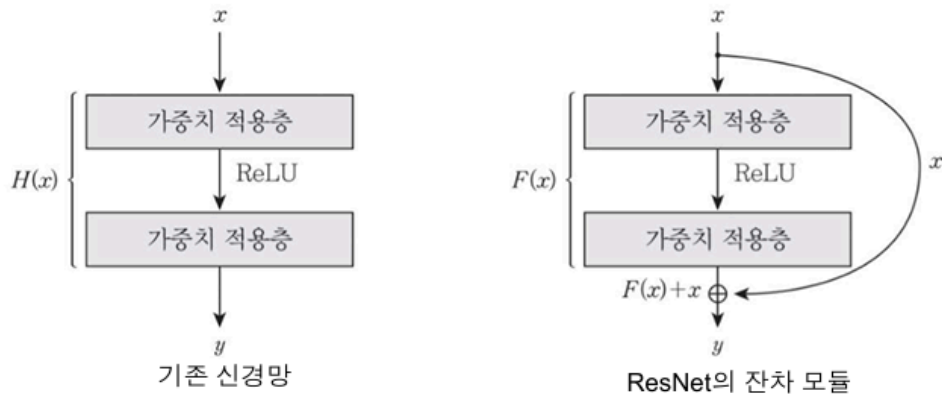 x
가중치 적용층
H(x)
ReLU
가중치 적용층
y
기존 신경망
x
가중치 적용층
F(x)
ReLU
x
가중치 적용층
F(x)+x
y
ResNet의 잔차 모듈